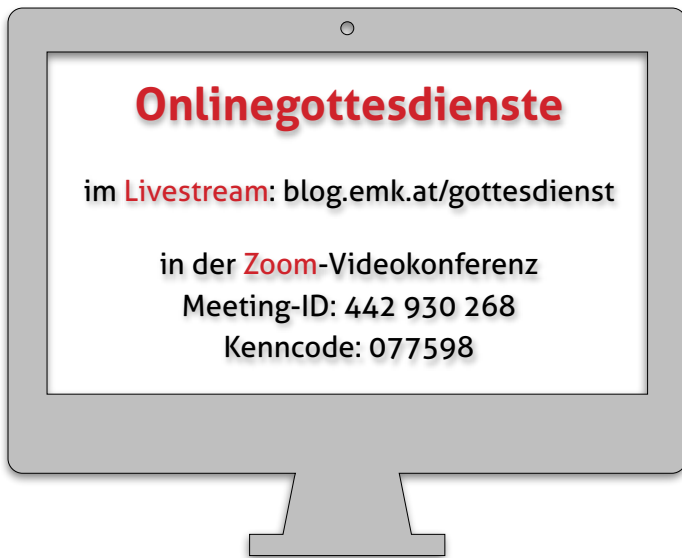 Onlinegottesdienste
im Livestream: blog.emk.at/gottesdienst
in der Zoom-Videokonferenz
Meeting-ID: 442 930 268
Kenncode: 077598